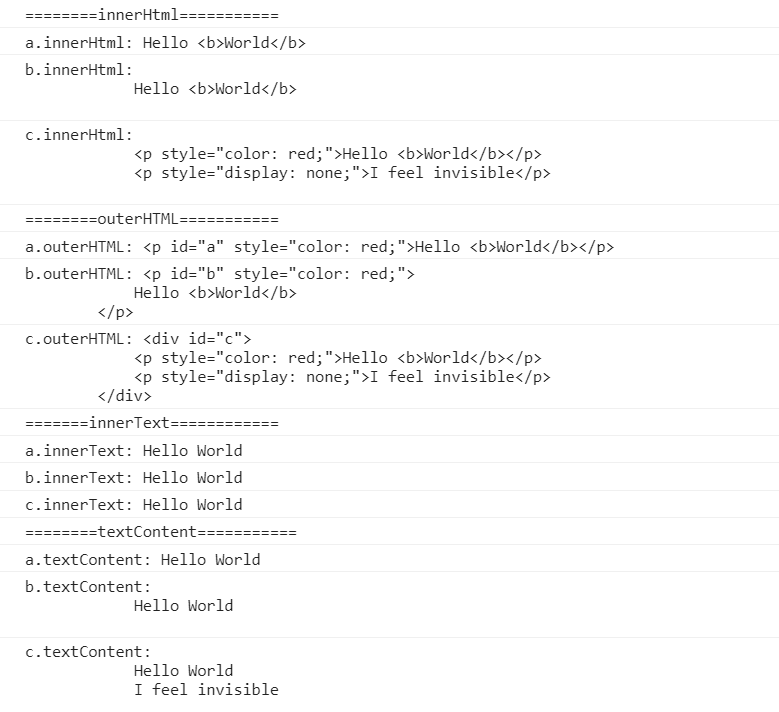 ========innerHtml===========
a.innerHtml: Hello <b>World</b>
b.innerHtml:
            Hello <b>World</b>
c.innerHtml:
            <p style="color: red;">Hello <b>World</b></p>
            <p style="display: none;">I feel invisible</p>
========outerHTML===========
a.outerHTML: <p id="a" style="color: red;">Hello <b>World</b></p>
b.outerHTML: <p id="b" style="color: red;">
            Hello <b>World</b>
        </p>
c.outerHTML: <div id="c">
            <p style="color: red;">Hello <b>World</b></p>
            <p style="display: none;">I feel invisible</p>
        </div>
=======innerText============
a.innerText: Hello World
b.innerText: Hello World
c.innerText: Hello World
========textContent===========
a.textContent: Hello World
b.textContent:
            Hello World
c.textContent:
            Hello World
            I feel invisible